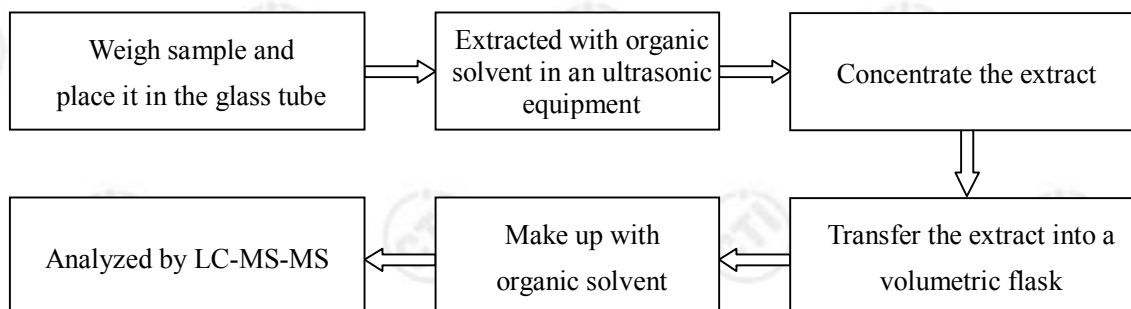 Weigh sample and
place it in the glass tube
Extracted with organic
solvent in an ultrasonic
equipment
Concentrate the extract
Transfer the extract into a
volumetric flask
Make up with
organic solvent
Analyzed by LC-MS-MS